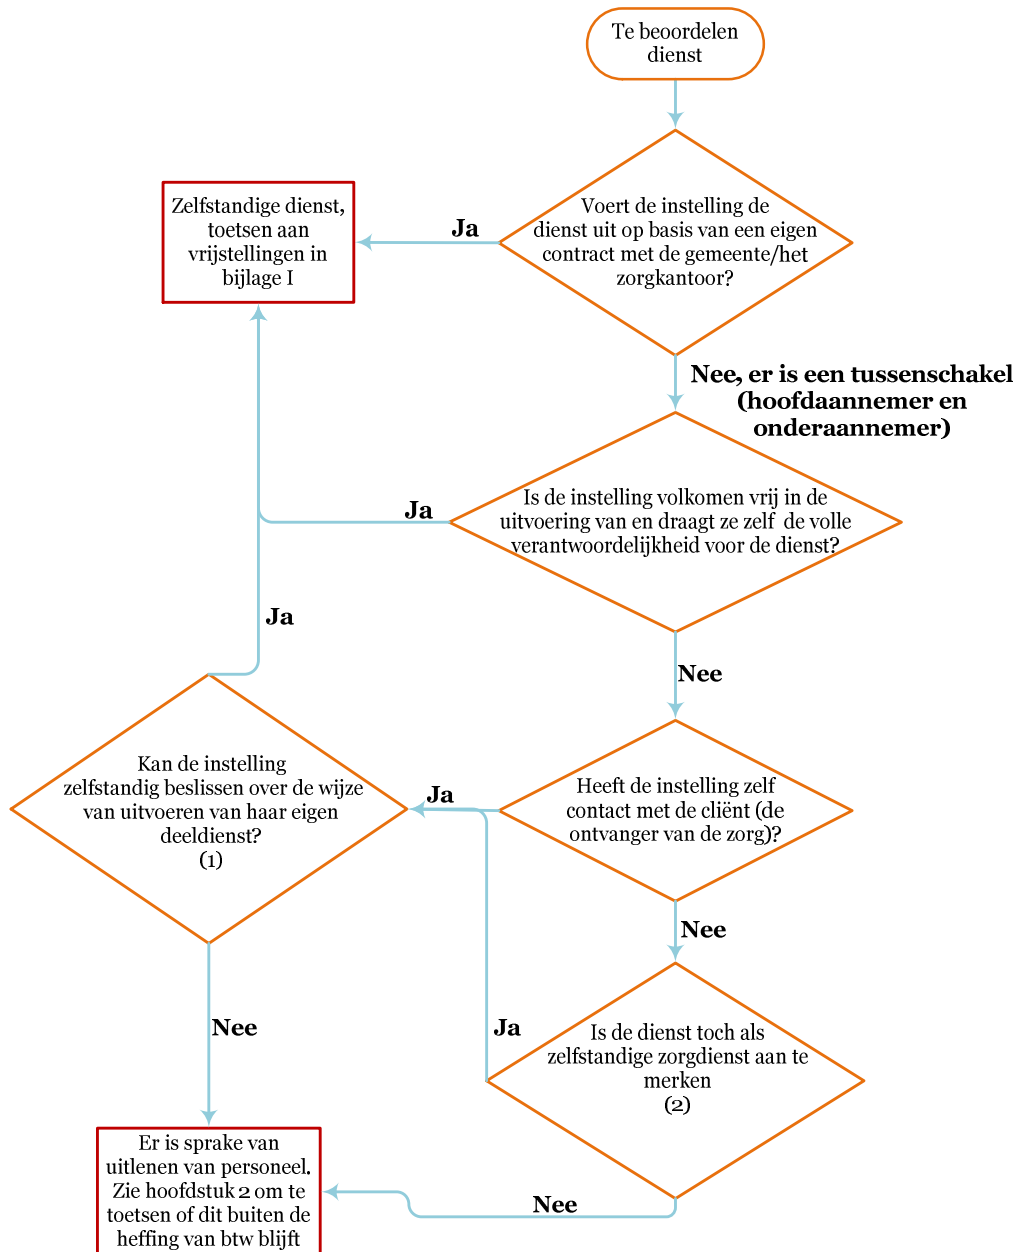 Te beoordelen
dienst
Voert de instelling de
dienst uit op basis van een eigen
contract met de gemeente/het
zorgkantoor?
Ja
Zelfstandige dienst,
toetsen aan
vrijstellingen in
bijlage I
Nee, er is een tussenschakel
(hoofdaannemer en
onderaannemer)
Is de instelling volkomen vrij in de
uitvoering van en draagt ze zelf de volle
verantwoordelijkheid voor de dienst?
Ja
Ja
Nee
Kan de instelling
zelfstandig beslissen over de wijze
van uitvoeren van haar eigen
deeldienst?
(1)
Ja
Heeft de instelling zelf
contact met de cliënt (de
ontvanger van de zorg)?
Nee
Nee
Ja
Is de dienst toch als
zelfstandige zorgdienst aan te
merken
(2)
Nee
Er is sprake van
uitlenen van personeel.
Zie hoofdstuk 2 om te
toetsen of dit buiten de
heffing van btw blijft